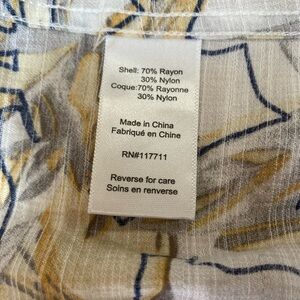 Shell: 70% Rayon
30% Nylon
Coque:70% Rayonne
30% Nylon
Made in China
Fabriqué en Chine
RN#117711
Reverse for care
Soins en renverse